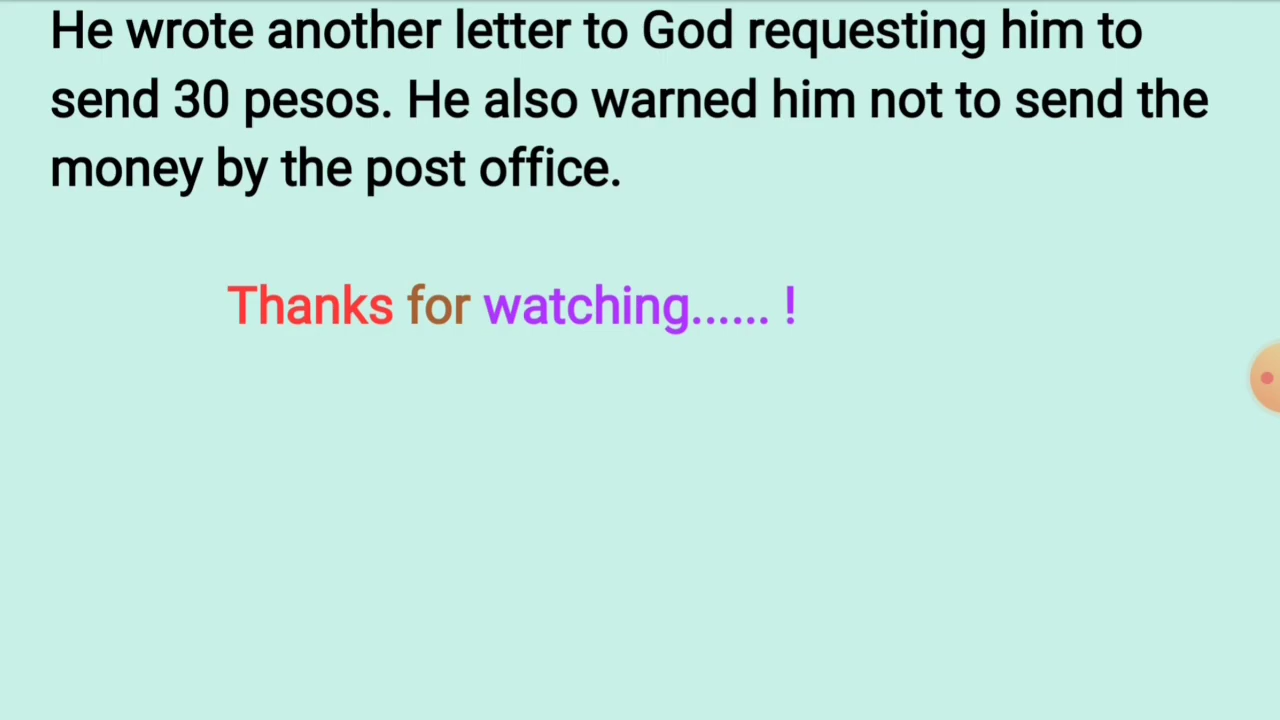 He wrote another letter to God requesting him to
send 30 pesos. He also warned him not to send the
money by the post office.
Thanks for watching...... !